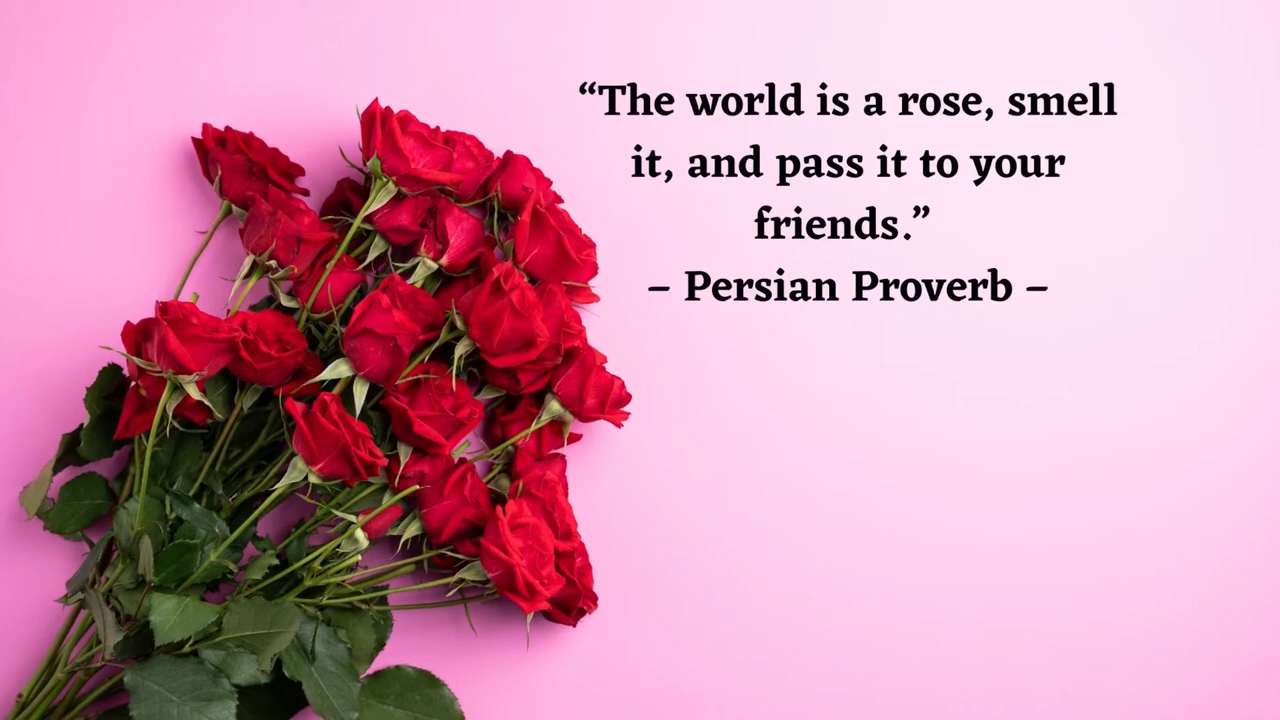 “The world is a rose, smell
it, and pass it to your
friends.”
– Persian Proverb –